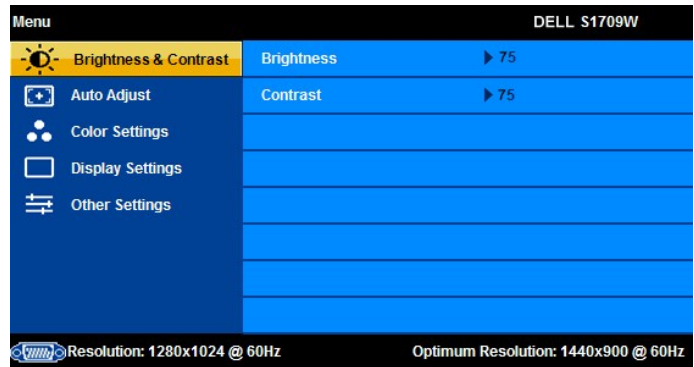 Menu DELL S1709W
Brightness & Contrast Brightness 75
Auto Adjust Contrast 75
Color Settings
Display Settings
Other Settings
Resolution: 1280x1024 @ 60Hz Optimum Resolution: 1440x900 @ 60Hz